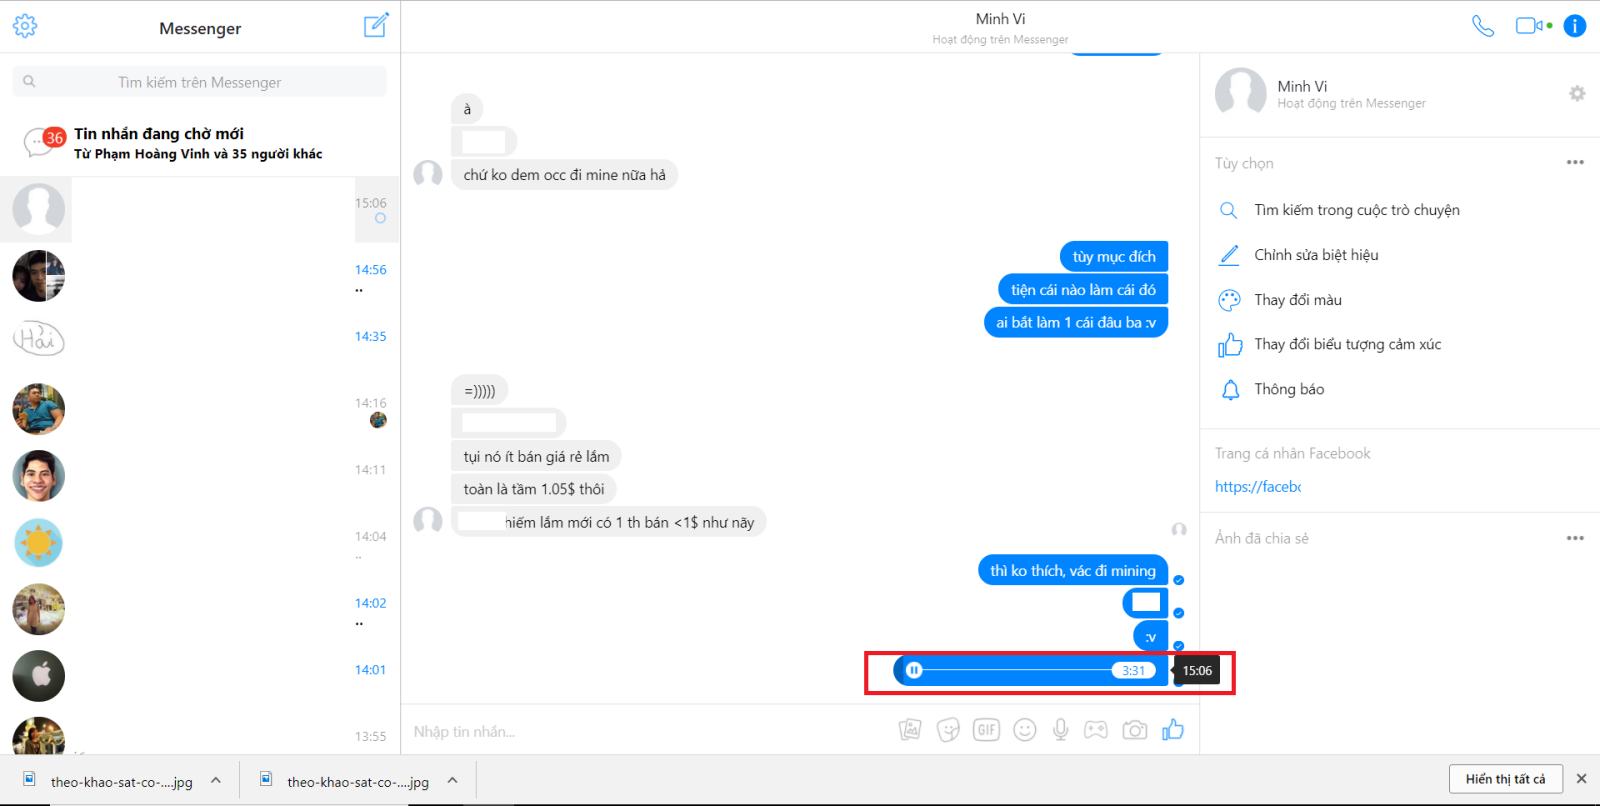 Messenger
Tìm kiếm trên Messenger
36
Tin nhắn đang chờ mới
Từ Phạm Hoàng Vinh và 35 người khác
15:06
14:56
..
Hải
14:35
14:16
14:11
14:04
..
14:02
..
14:01
13:55
Minh Vi
Hoạt động trên Messenger
à
chứ ko dem occ đi mine nữa hả
tùy mục đích
tiện cái nào làm cái đó
ai bắt làm 1 cái đâu ba :v
=)))))
tụi nó ít bán giá rẻ lắm
toàn là tầm 1.05$ thôi
hiếm lắm mới có 1 th bán <1$ như nãy
thì ko thích, vác đi mining
:v
3:31
15:06
Nhập tin nhắn...
GIF
Minh Vi
Hoạt động trên Messenger
Tùy chọn
Tìm kiếm trong cuộc trò chuyện
Chỉnh sửa biệt hiệu
Thay đổi màu
Thay đổi biểu tượng cảm xúc
Thông báo
Trang cá nhân Facebook
https://facebo
Ảnh đã chia sẻ
theo-khao-sat-co-....jpg
theo-khao-sat-co-....jpg
Hiển thị tất cả